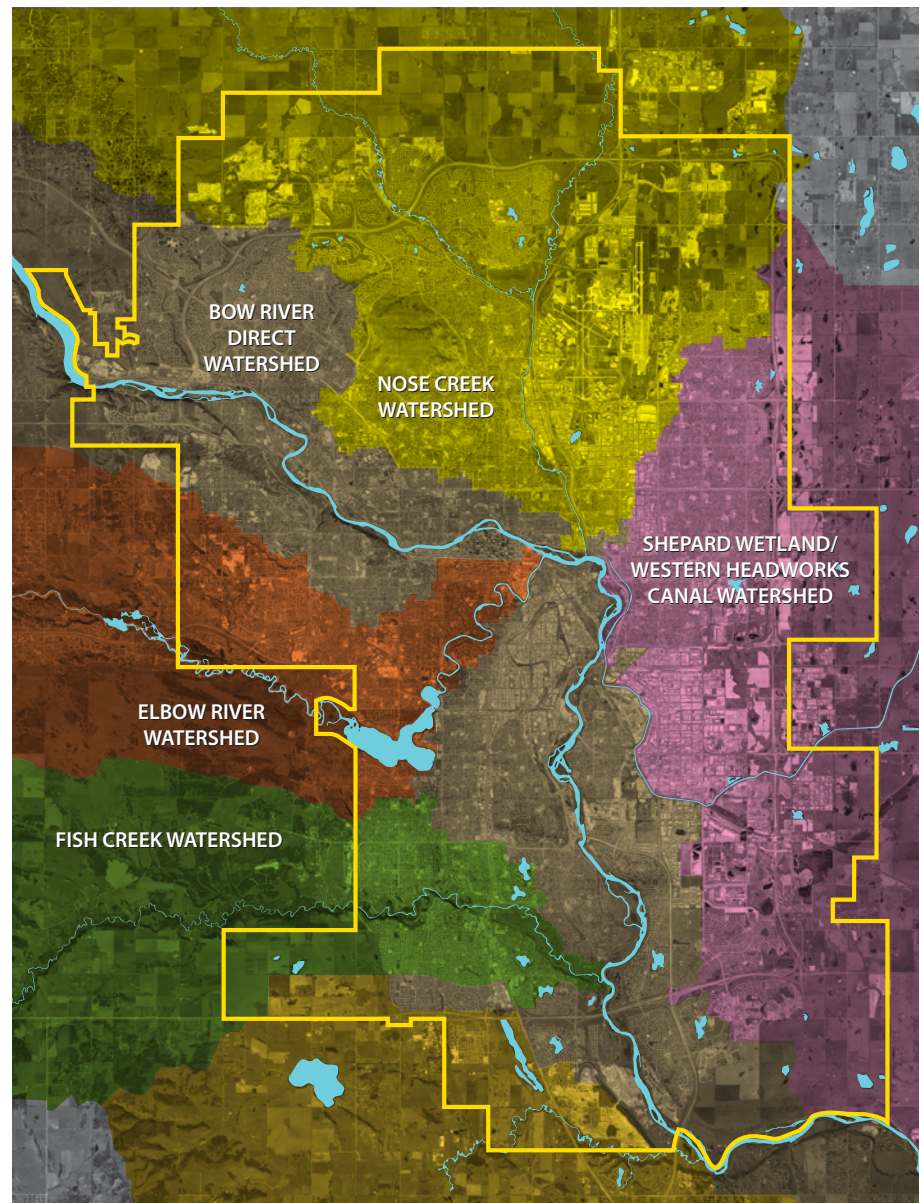 BOW RIVER
DIRECT
WATERSHED
NOSE CREEK
WATERSHED
SHEPARD WETLAND/
WESTERN HEADWORKS
CANAL WATERSHED
ELBOW RIVER
WATERSHED
FISH CREEK WATERSHED